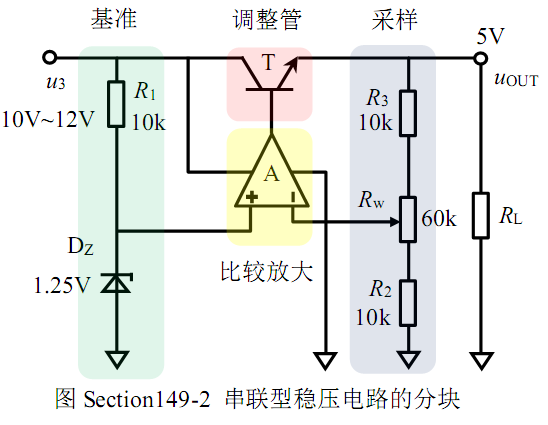 基准 调整管 采样
5V
u3 T uOUT
R1 R3
10V~12V 10k 10k
A
+ - Rw 60k RL
DZ
1.25V 比较放大 R2
10k
图 Section149-2 串联型稳压电路的分块